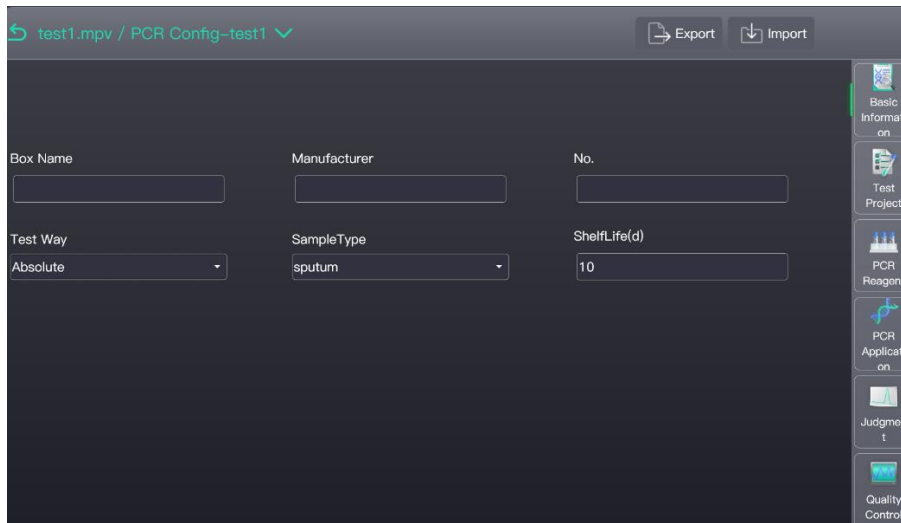 test1.mpv / PCR Config-test1
Export
Import
Box Name
Manufacturer
No.
Test Way
SampleType
ShelfLife(d)
Absolute
sputum
10
Basic
Informa
on
Test
Project
PCR
Reagen
PCR
Applicat
on
Judgme
t
Quality
Control